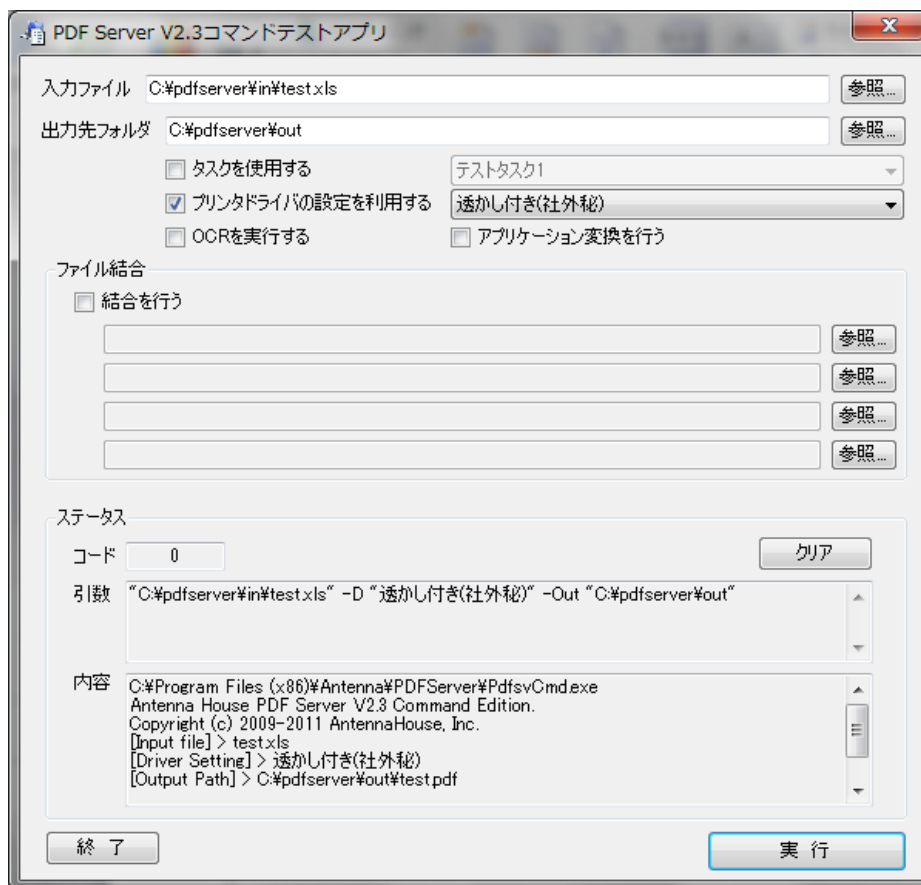 PDF Server V2.3コマンドテストアプリ
入力ファイル C:¥pdfserver¥in¥test.xls 参照...
出力先フォルダ C:¥pdfserver¥out 参照...
タスクを使用する テストタスク1
プリンタドライバの設定を利用する 透かし付き(社外秘)
OCRを実行する アプリケーション変換を行う
ファイル結合
結合を行う
参照...
参照...
参照...
参照...
ステータス
コード 0 クリア
引数 "C:¥pdfserver¥in¥test.xls" -D "透かし付き(社外秘)" -Out "C:¥pdfserver¥out"
内容 C:¥Program Files (x86)¥Antenna¥PDFServer¥PdfsvCmd.exe
Antenna House PDF Server V2.3 Command Edition.
Copyright (c) 2009-2011 AntennaHouse, Inc.
[Input file] > test.xls
[Driver Setting] > 透かし付き(社外秘)
[Output Path] > C:¥pdfserver¥out¥test.pdf
終 了 実 行